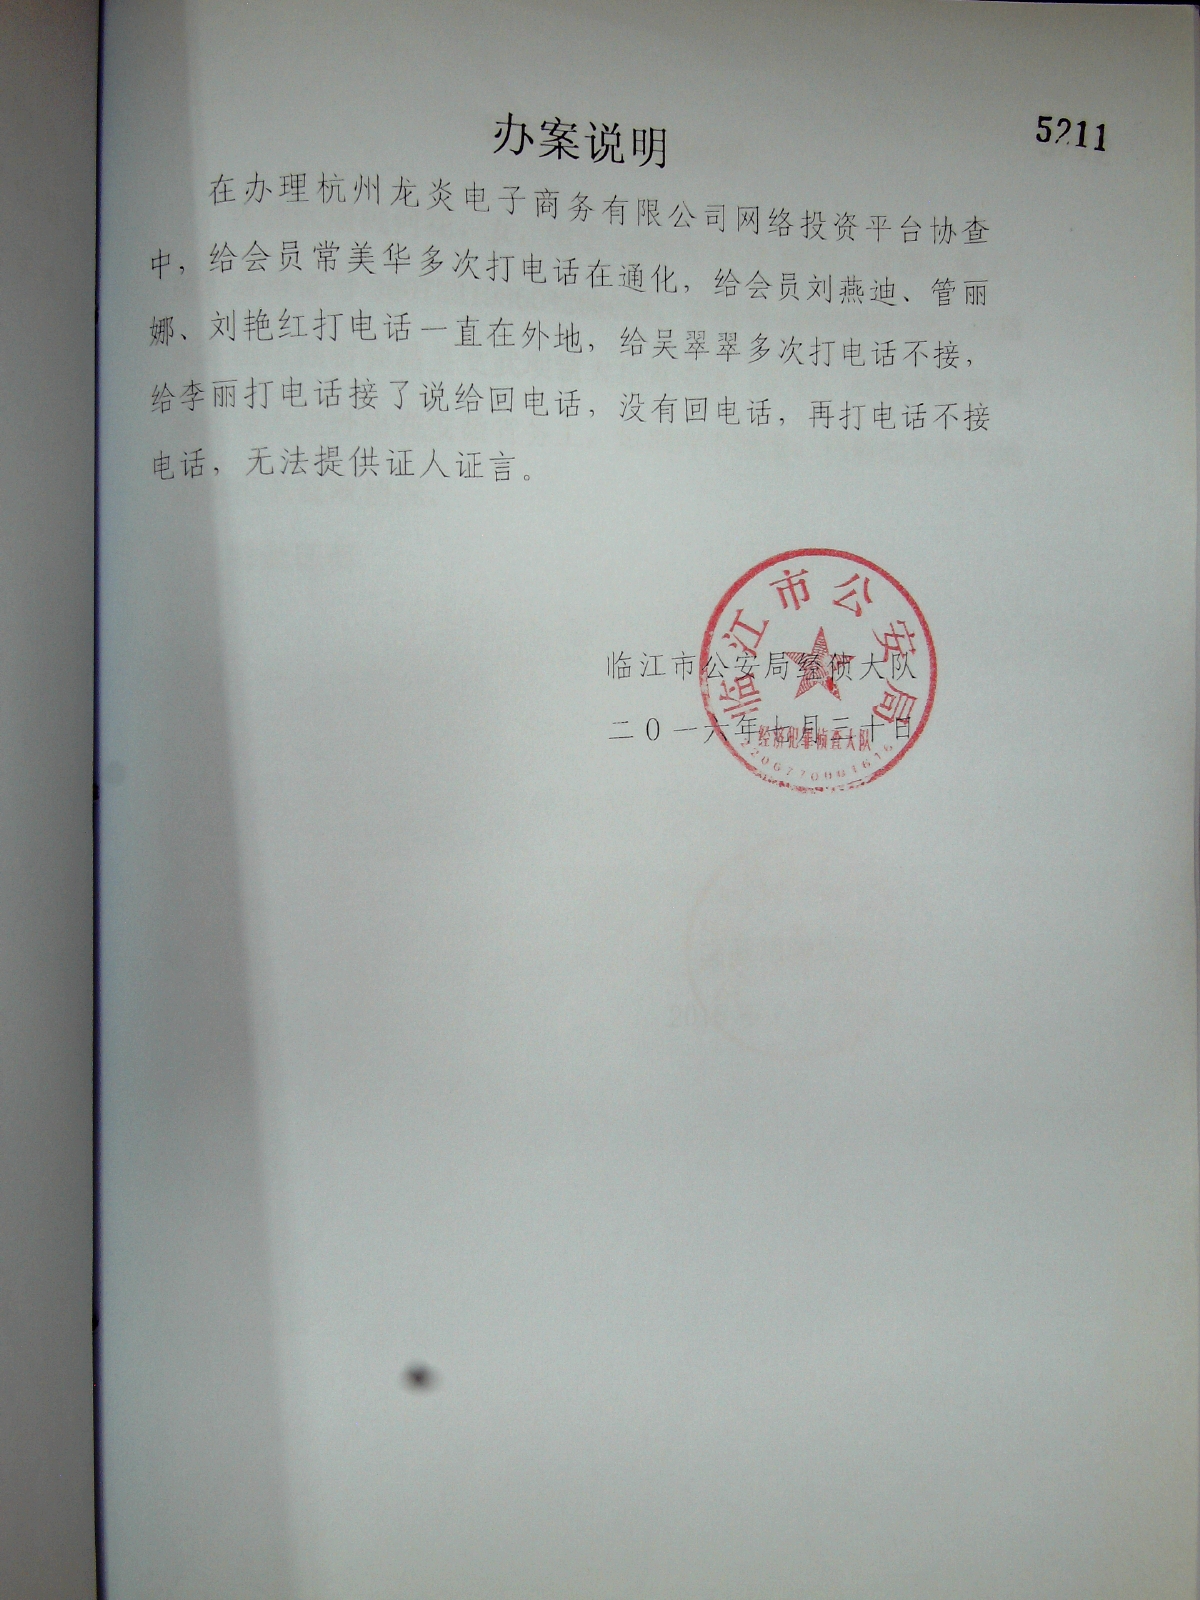 5211
办案说明
在办理杭州龙炎电子商务有限公司网络投资平台协查
中，给会员常美华多次打电话在通化，给会员刘燕迪、管丽
娜、刘艳红打电话一直在外地，给吴翠翠多次打电话不接，
给李丽打电话接了说给回电话，没有回电话，再打电话不接
电话，无法提供证人证言。
临江市公安局经侦大队
二0一六年七月三十日
临江市公安局
经济犯罪侦查大队